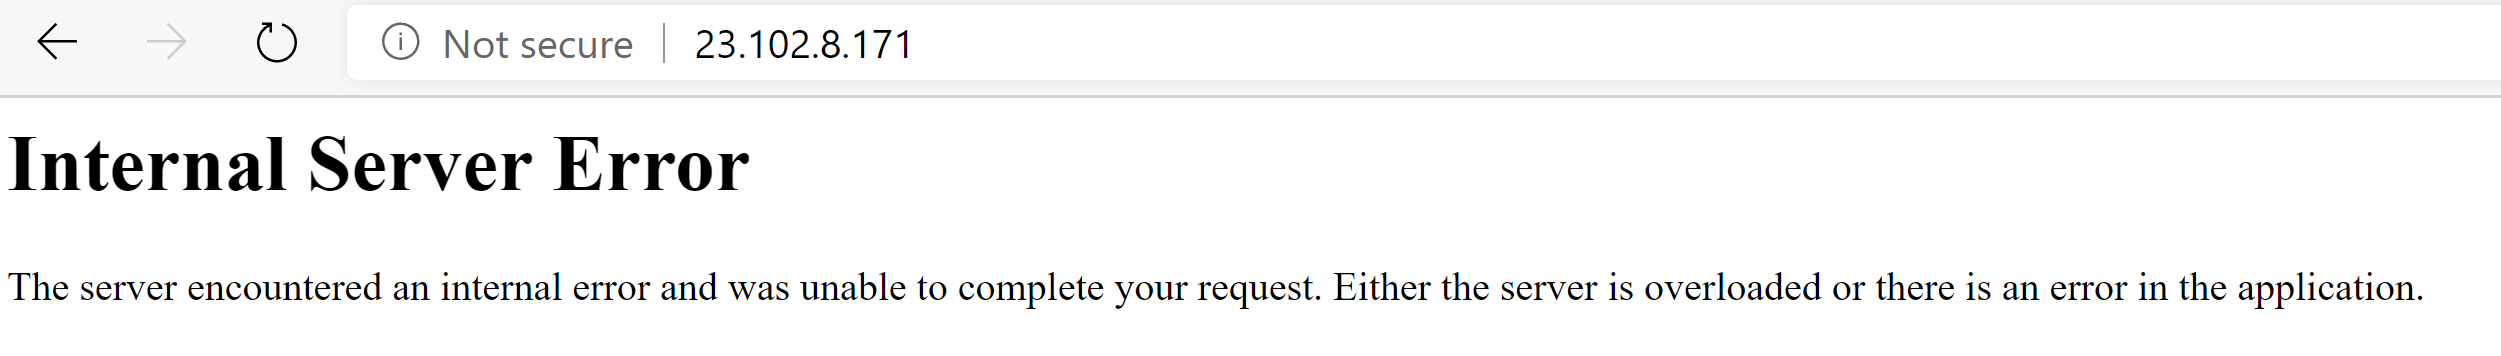 Not secure | 23.102.8.171
Internal Server Error
The server encountered an internal error and was unable to complete your request. Either the server is overloaded or there is an error in the application.